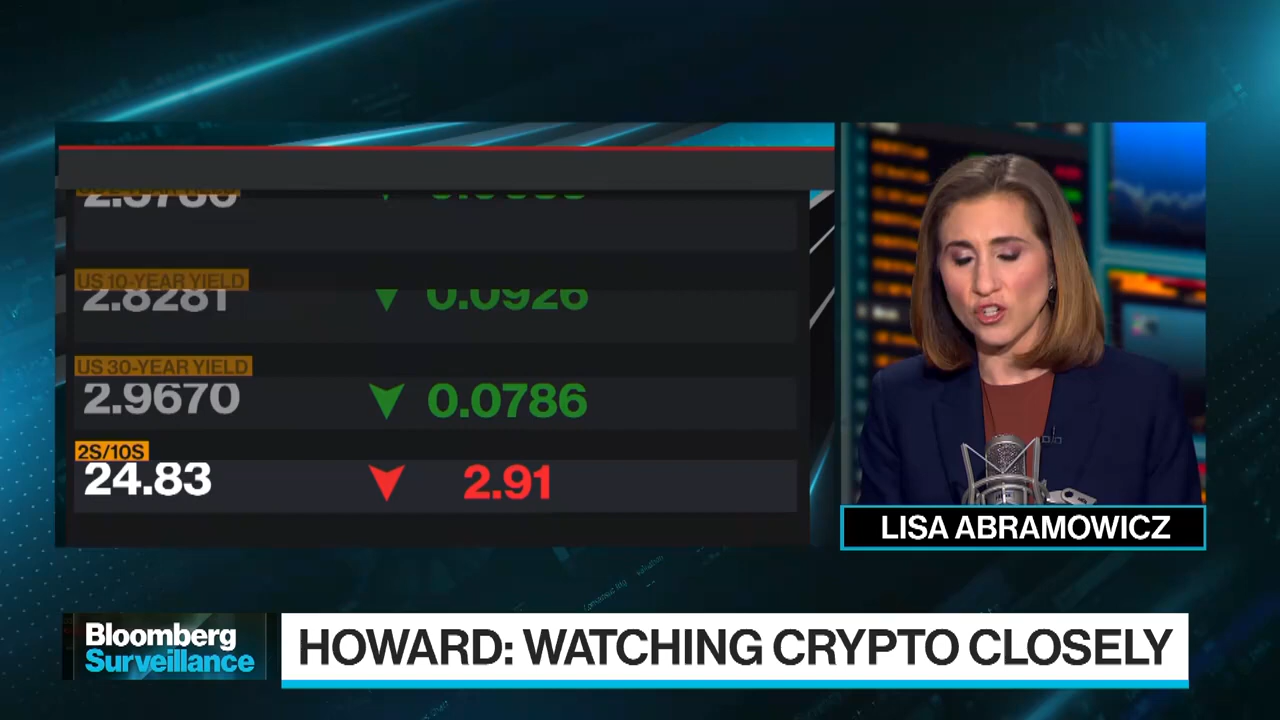 US 10-YEAR YIELD
2.8281 0.0926
US 30-YEAR YIELD
2.9670 0.0786
2S/10S
24.83 2.91
LISA ABRAMOWICZ
Bloomberg
Surveillance
HOWARD: WATCHING CRYPTO CLOSELY